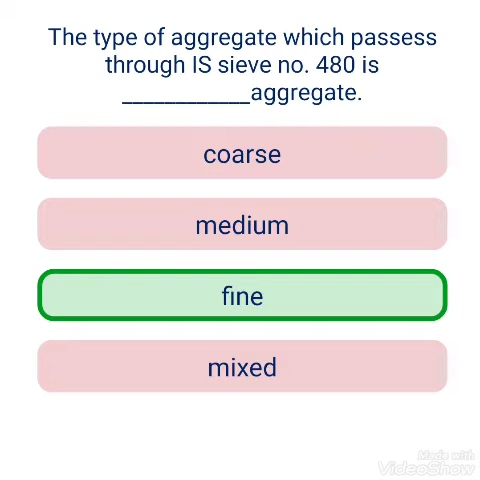 The type of aggregate which passess
through IS sieve no. 480 is
____________aggregate.
coarse
medium
fine
mixed
Made with
VideoShow